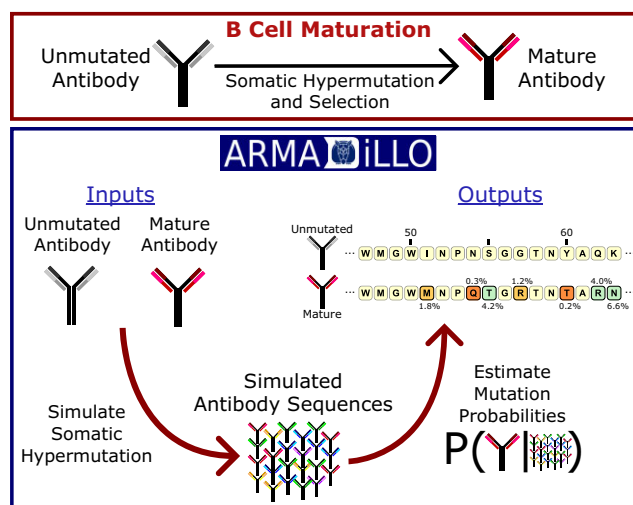 B Cell Maturation
Unmutated
Antibody
Somatic Hypermutation
and Selection
Mature
Antibody
ARMADiLLO
Inputs
Unmutated
Antibody
Mature
Antibody
Outputs
50 60
Unmutated
··· W M G W I N P N S G G T N Y A Q K ···
0.3% 1.2% 4.0%
··· W M G W M N P Q T G R T N T A R N ···
Mature
1.8% 4.2% 0.2% 6.6%
Simulate
Somatic
Hypermutation
Simulated
Antibody Sequences
Estimate
Mutation
Probabilities
P( | )